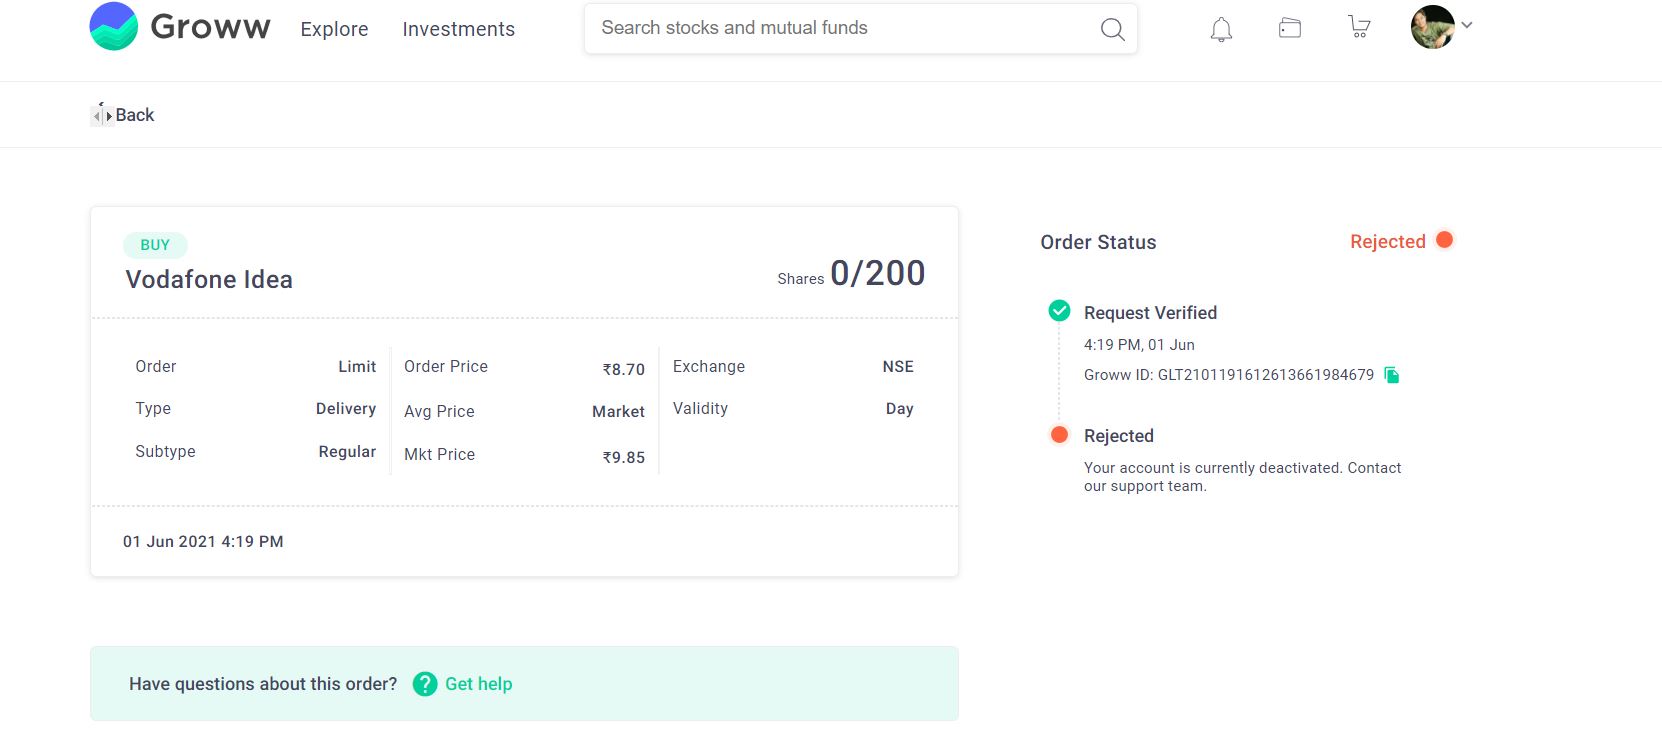 Groww
Explore
Investments
Search stocks and mutual funds
Back
BUY
Vodafone Idea
Shares 0/200
Order Limit
Type Delivery
Subtype Regular
Order Price ₹8.70
Avg Price Market
Mkt Price ₹9.85
Exchange NSE
Validity Day
01 Jun 2021 4:19 PM
Have questions about this order? ? Get help
Order Status Rejected
Request Verified
4:19 PM, 01 Jun
Groww ID: GLT2101191612613661984679
Rejected
Your account is currently deactivated. Contact
our support team.